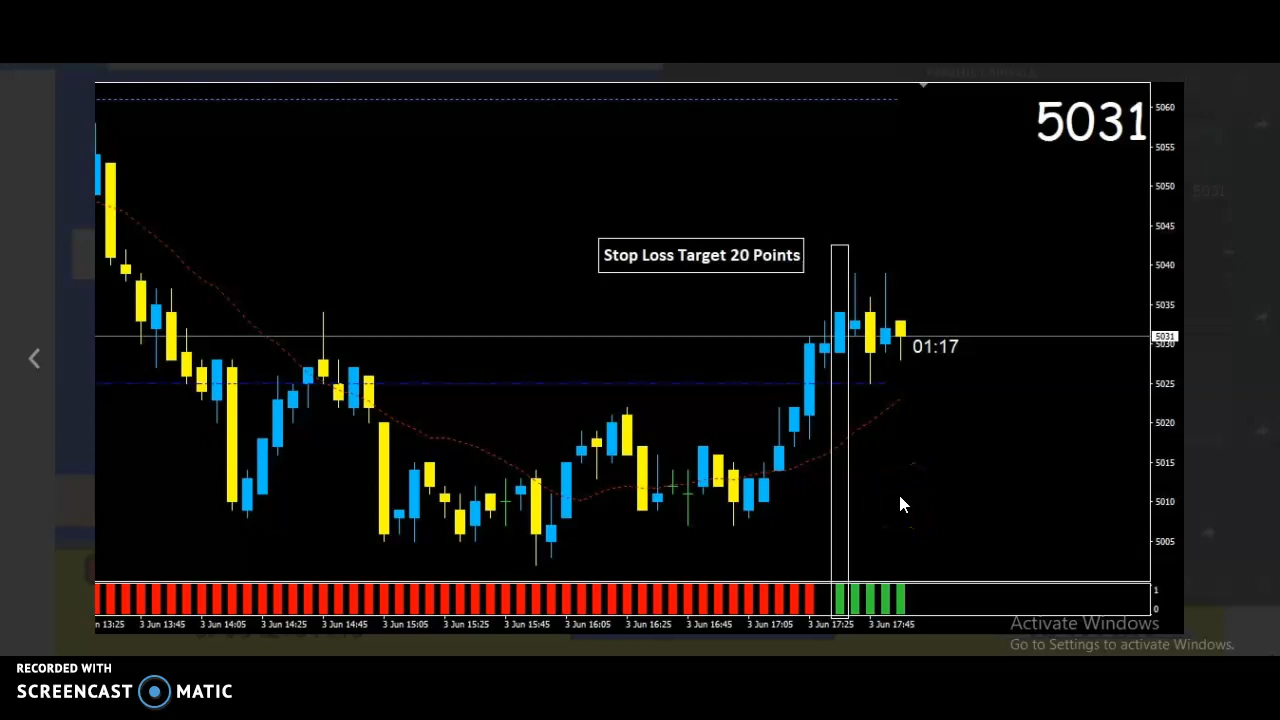 5031
5060
5055
5050
5045
Stop Loss Target 20 Points
5040
5035
5031
5030
01:17
5025
5020
5015
5010
5005
1
0
n 13:25 3 Jun 13:45 3 Jun 14:05 3 Jun 14:25 3 Jun 14:45 3 Jun 15:05 3 Jun 15:25 3 Jun 15:45 3 Jun 16:05 3 Jun 16:25 3 Jun 16:45 3 Jun 17:05 3 Jun 17:25 3 Jun 17:45
Activate Windows
Go to Settings to activate Windows.
RECORDED WITH
SCREENCAST MATIC